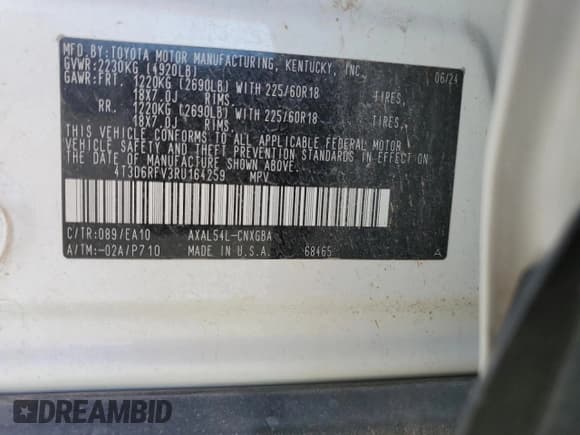 MFD.BY:TOYOTA MOTOR MANUFACTURING, KENTUCKY, INC.
GVWR:2230KG (4920LB) 06/24
GAWR:FRT. 1220KG (2690LB) WITH 225/60R18 TIRES,
18X7.0J RIMS,
RR. 1220KG (2690LB) WITH 225/60R18 TIRES,
18X7.0J RIMS,
THIS VEHICLE CONFORMS TO ALL APPLICABLE FEDERAL MOTOR
VEHICLE SAFETY AND THEFT PREVENTION STANDARDS
IN EFFECT ON THE DATE OF MANUFACTURE SHOWN ABOVE.
4T3D6RFV3RU164259 MPV
C/TR:089/EA10 AXAL54L-CNXGBA
A/TM:-02A/P710 MADE IN U.S.A. 68465 A
DREAMBID